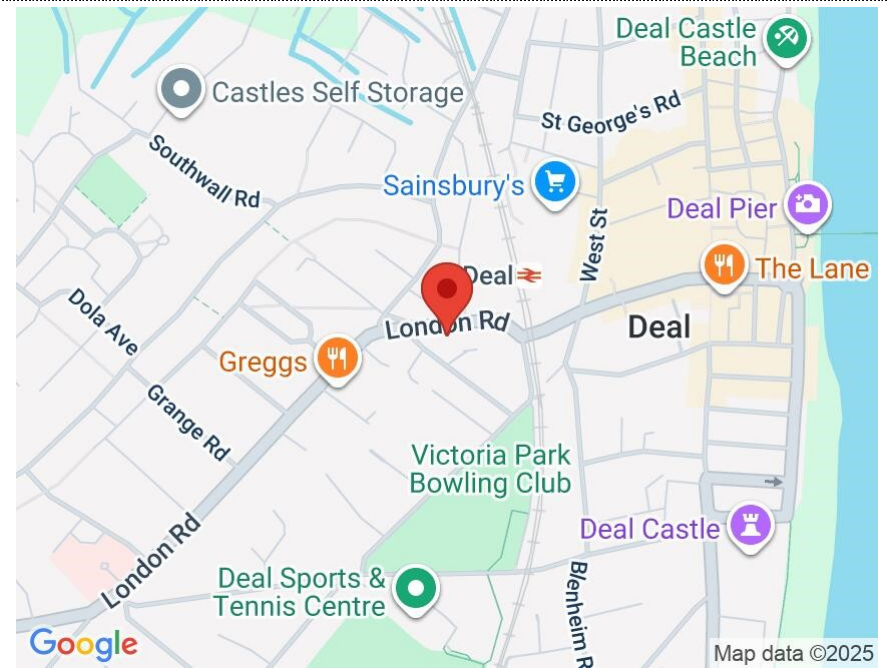 Deal Castle
Beach
Castles Self Storage
St George's Rd
Southwall Rd
Sainsbury's
Deal Pier
West St
Deal
The Lane
Dola Ave
London Rd
Deal
Greggs
Grange Rd
Victoria Park
Bowling Club
London Rd
Deal Castle
Deal Sports &
Tennis Centre
Blenheim R
Google
Map data ©2025